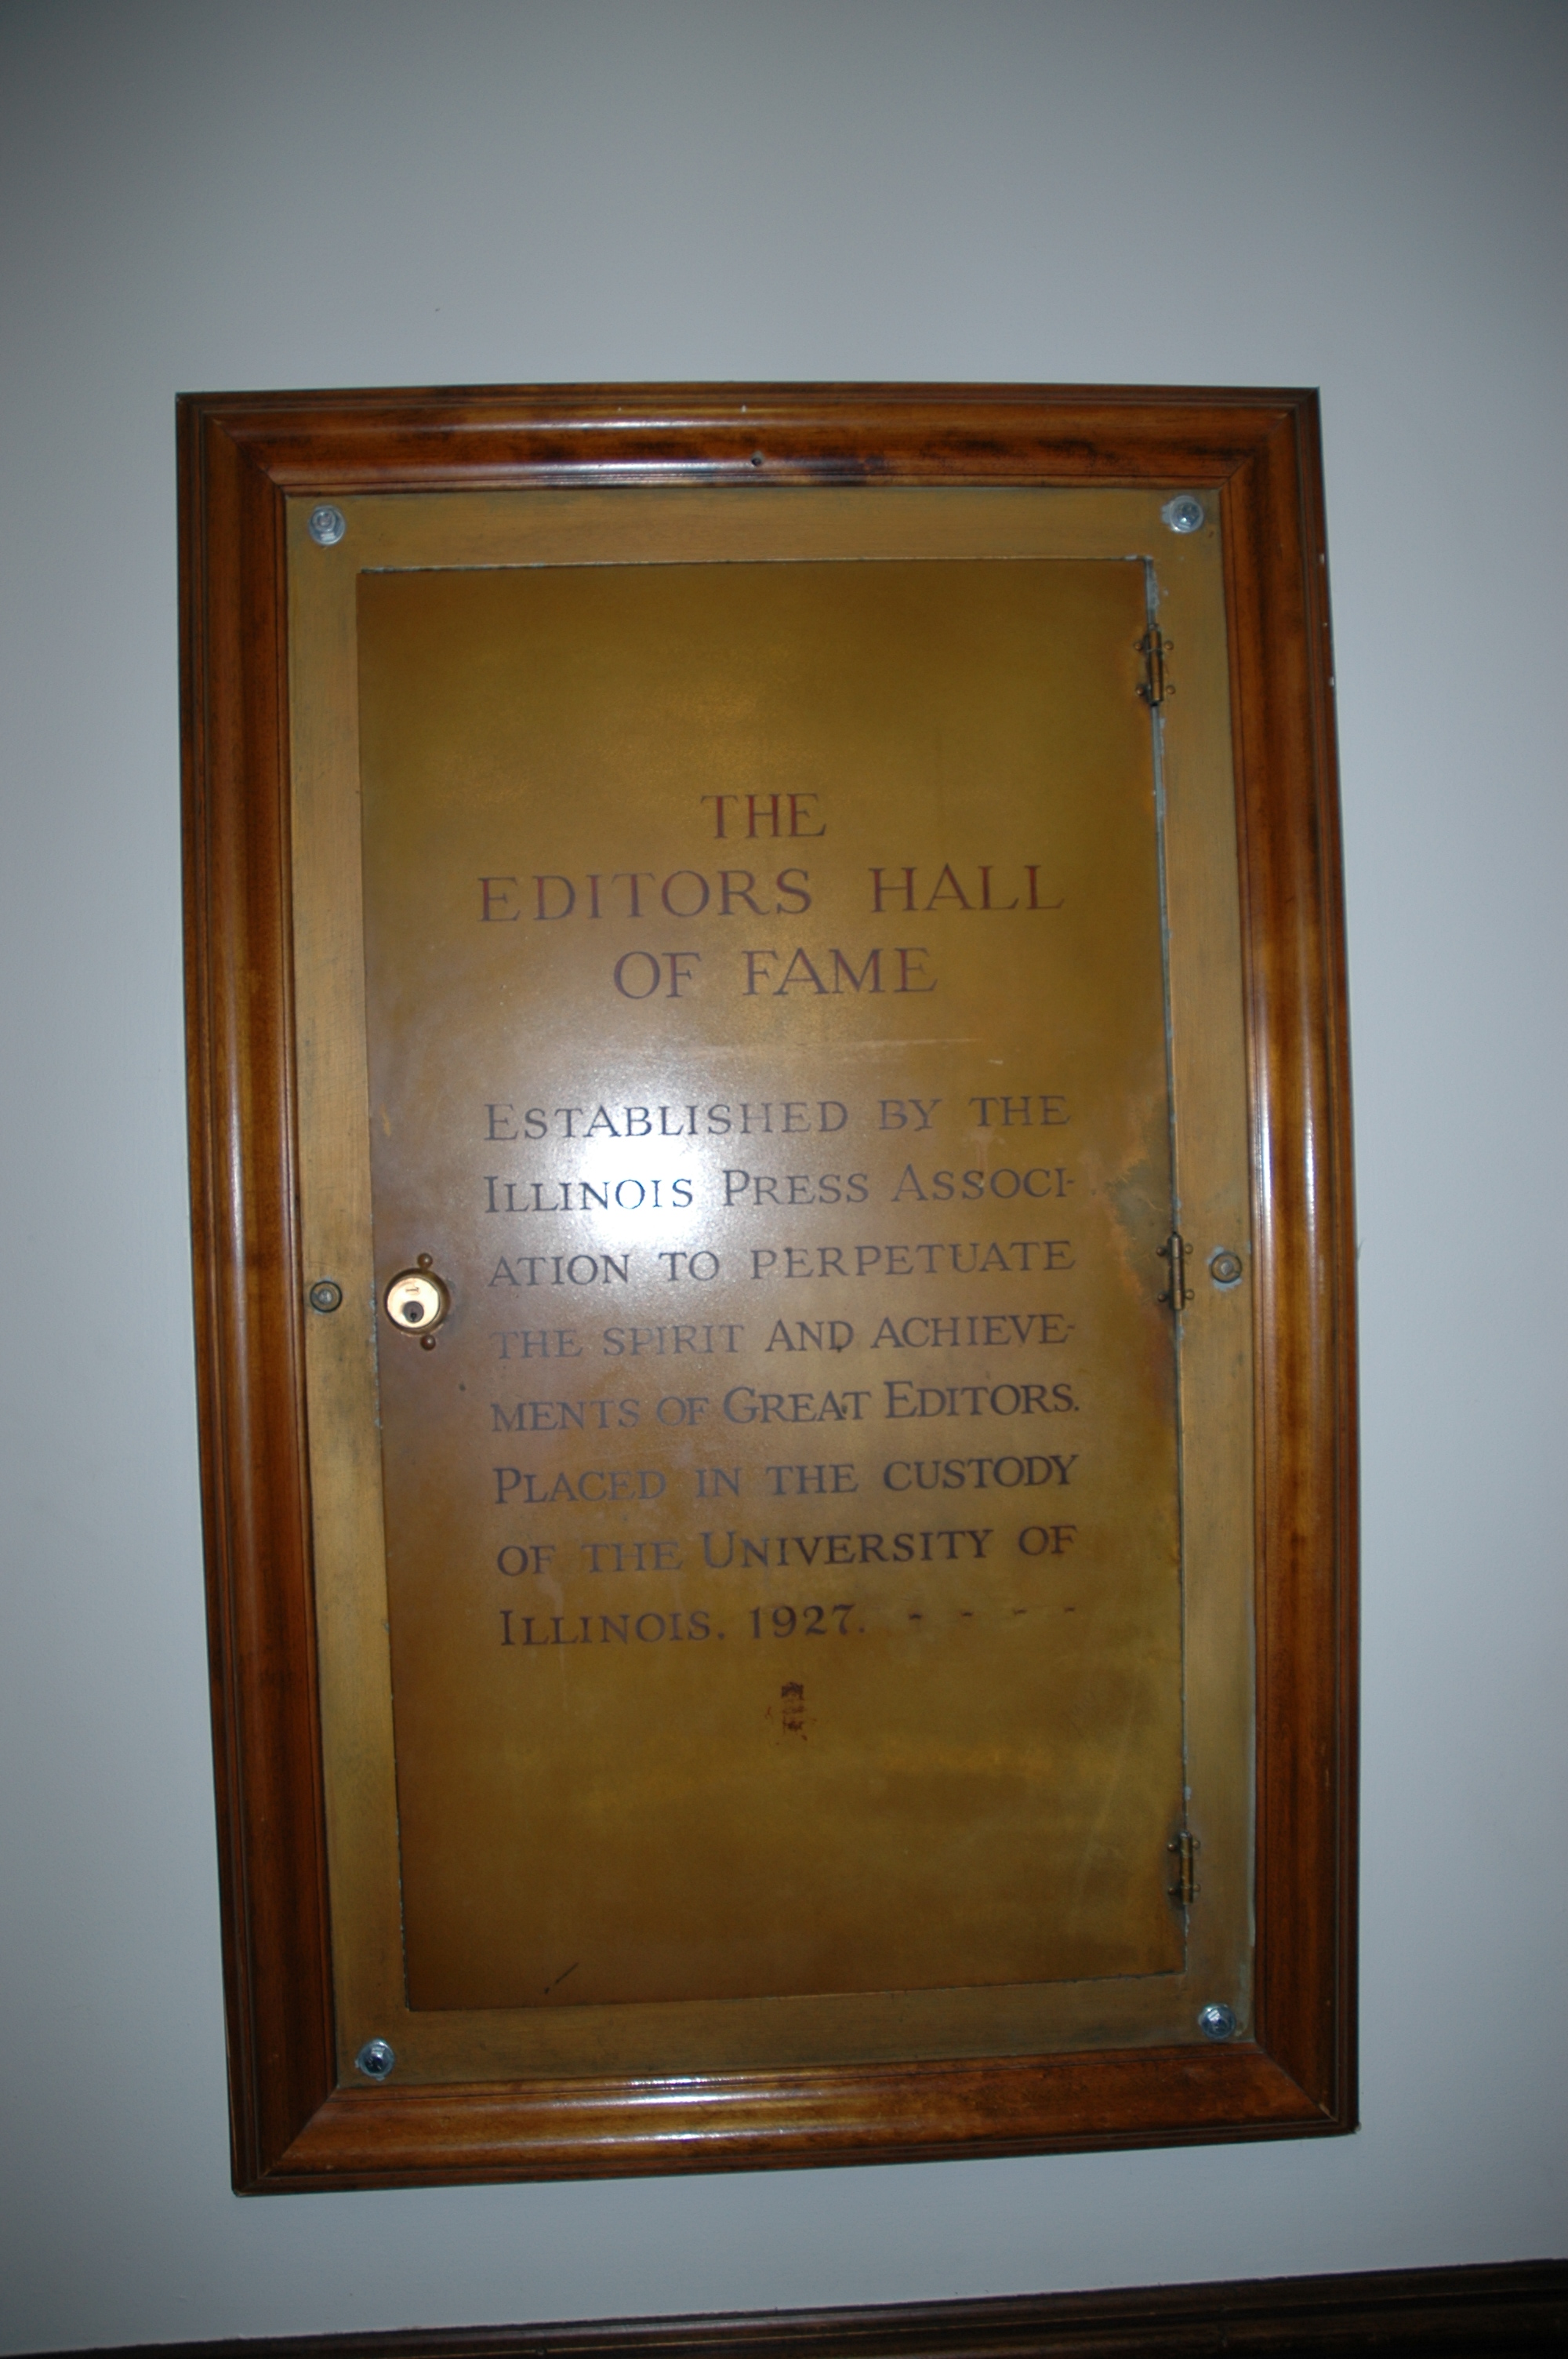 THE
EDITORS HALL
OF FAME
ESTABLISHED BY THE
ILLINOIS PRESS ASSOCI-
ATION TO PERPETUATE
THE SPIRIT AND ACHIEVE-
MENTS OF GREAT EDITORS.
PLACED IN THE CUSTODY
OF THE UNIVERSITY OF
ILLINOIS. 1927. - - - -